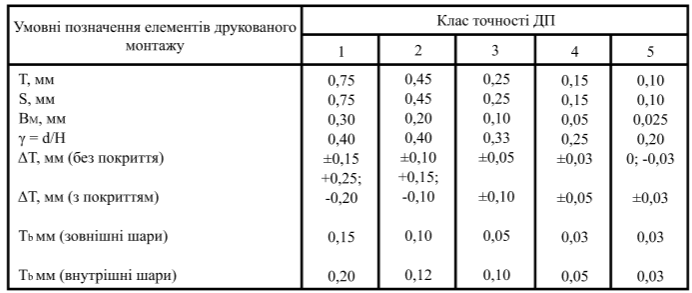 Умовні позначення елементів друкованого монтажу Клас точності ДП
1 2 3 4 5
T, мм 0,75 0,45 0,25 0,15 0,10
S, мм 0,75 0,45 0,25 0,15 0,10
Bм, мм 0,30 0,20 0,10 0,05 0,025
γ = d/H 0,40 0,40 0,33 0,25 0,20
ΔT, мм (без покриття) ±0,15 ±0,10 ±0,05 ±0,03 0; -0,03
+0,25; +0,15;
ΔT, мм (з покриттям) -0,20 -0,10 ±0,10 ±0,05 ±0,03
Tb мм (зовнішні шари) 0,15 0,10 0,05 0,03 0,03
Tb мм (внутрішні шари) 0,20 0,12 0,10 0,05 0,03